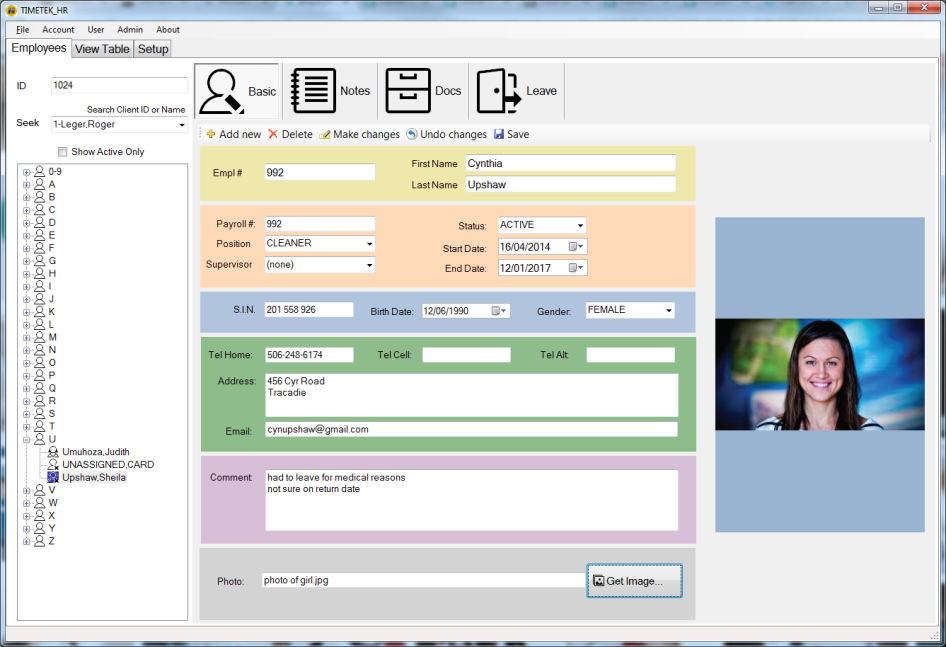 TIMETEK_HR
File Account User Admin About
Employees View Table Setup
ID 1024
Search Client ID or Name
Seek 1-Leger,Roger
Show Active Only
0-9
A
B
C
D
E
F
G
H
I
J
K
L
M
N
O
P
Q
R
S
T
U
Umuhoza,Judith
UNASSIGNED,CARD
Upshaw,Sheila
V
W
X
Y
Z
Basic Notes Docs Leave
Add new Delete Make changes Undo changes Save
Empl # 992
First Name Cynthia
Last Name Upshaw
Payroll #: 992
Position CLEANER
Supervisor (none)
Status: ACTIVE
Start Date: 16/04/2014
End Date: 12/01/2017
S.I.N. 201 558 926 Birth Date: 12/06/1990 Gender: FEMALE
Tel Home: 506-248-6174 Tel Cell: Tel Alt:
Address: 456 Cyr Road
Tracadie
Email: cynupshaw@gmail.com
Comment: had to leave for medical reasons
not sure on return date
Photo: photo of girl.jpg Get Image...